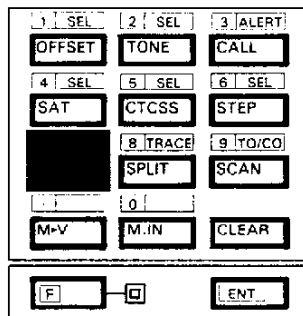 1 SEL 2 SEL 3 ALERT
OFFSET TONE CALL
4 SEL 5 SEL 6 SEL
SAT CTCSS STEP
8 TRACE 9 TO/CO
SPLIT SCAN
0
M▸V M.IN CLEAR
F ENT